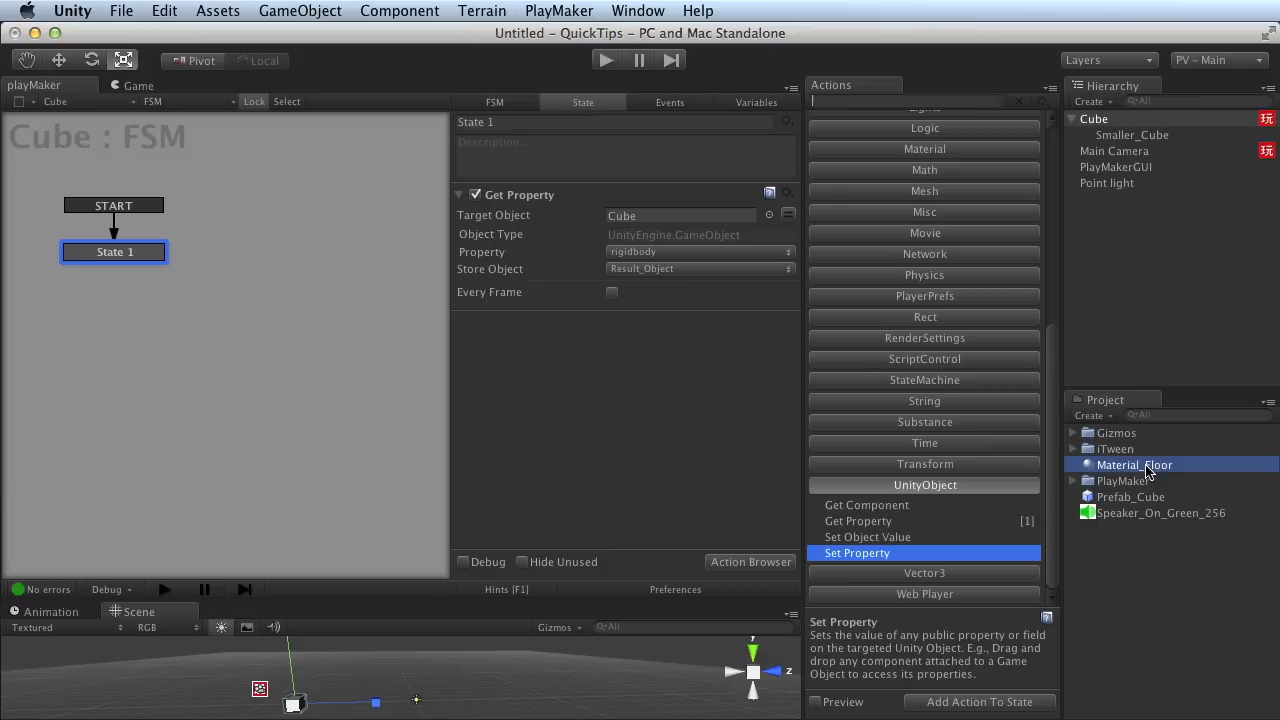 Unity File Edit Assets GameObject Component Terrain PlayMaker Window Help
Untitled – QuickTips – PC and Mac Standalone
Pivot Local Layers PV - Main
playMaker Game
Cube FSM Lock Select
Cube : FSM
START
State 1
FSM State Events Variables
State 1
Description...
Get Property
Target Object Cube
Object Type UnityEngine.GameObject
Property rigidbody
Store Object Result_Object
Every Frame
Debug Hide Unused Action Browser
No errors Debug Hints [F1] Preferences
Animation Scene
Textured RGB Gizmos All
y
z
Actions
Lights
Logic
Material
Math
Mesh
Misc
Movie
Network
Physics
PlayerPrefs
Rect
RenderSettings
ScriptControl
StateMachine
String
Substance
Time
Transform
UnityObject
Get Component
Get Property [1]
Set Object Value
Set Property
Vector3
Web Player
Set Property
Sets the value of any public property or field
on the targeted Unity Object. E.g., Drag and
drop any component attached to a Game
Object to access its properties.
Preview Add Action To State
Hierarchy
Create All
Cube 玩
Smaller_Cube
Main Camera 玩
PlayMakerGUI
Point light
Project
Create All
Gizmos
iTween
Material_Floor
PlayMaker
Prefab_Cube
Speaker_On_Green_256